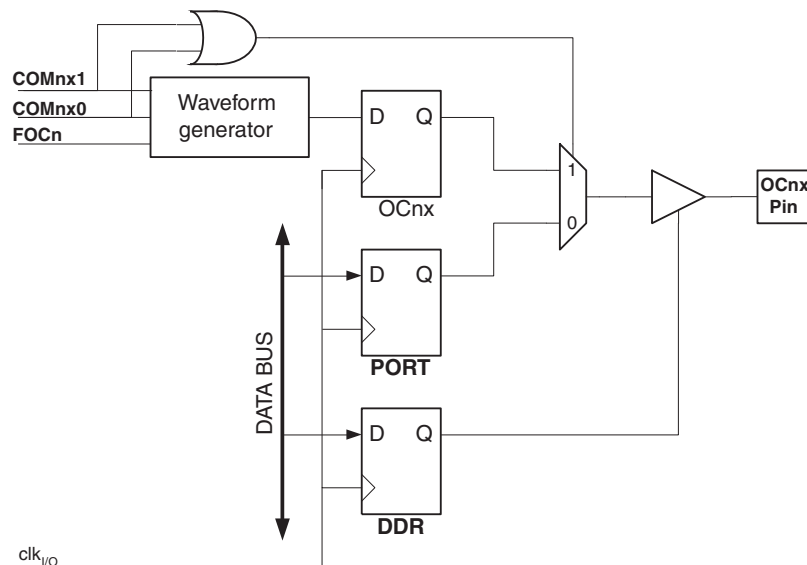 COMnx1
COMnx0
FOCn
Waveform
generator
D Q
OCnx
1
0
OCnx
Pin
D Q
PORT
DATA BUS
D Q
DDR
clkI/O